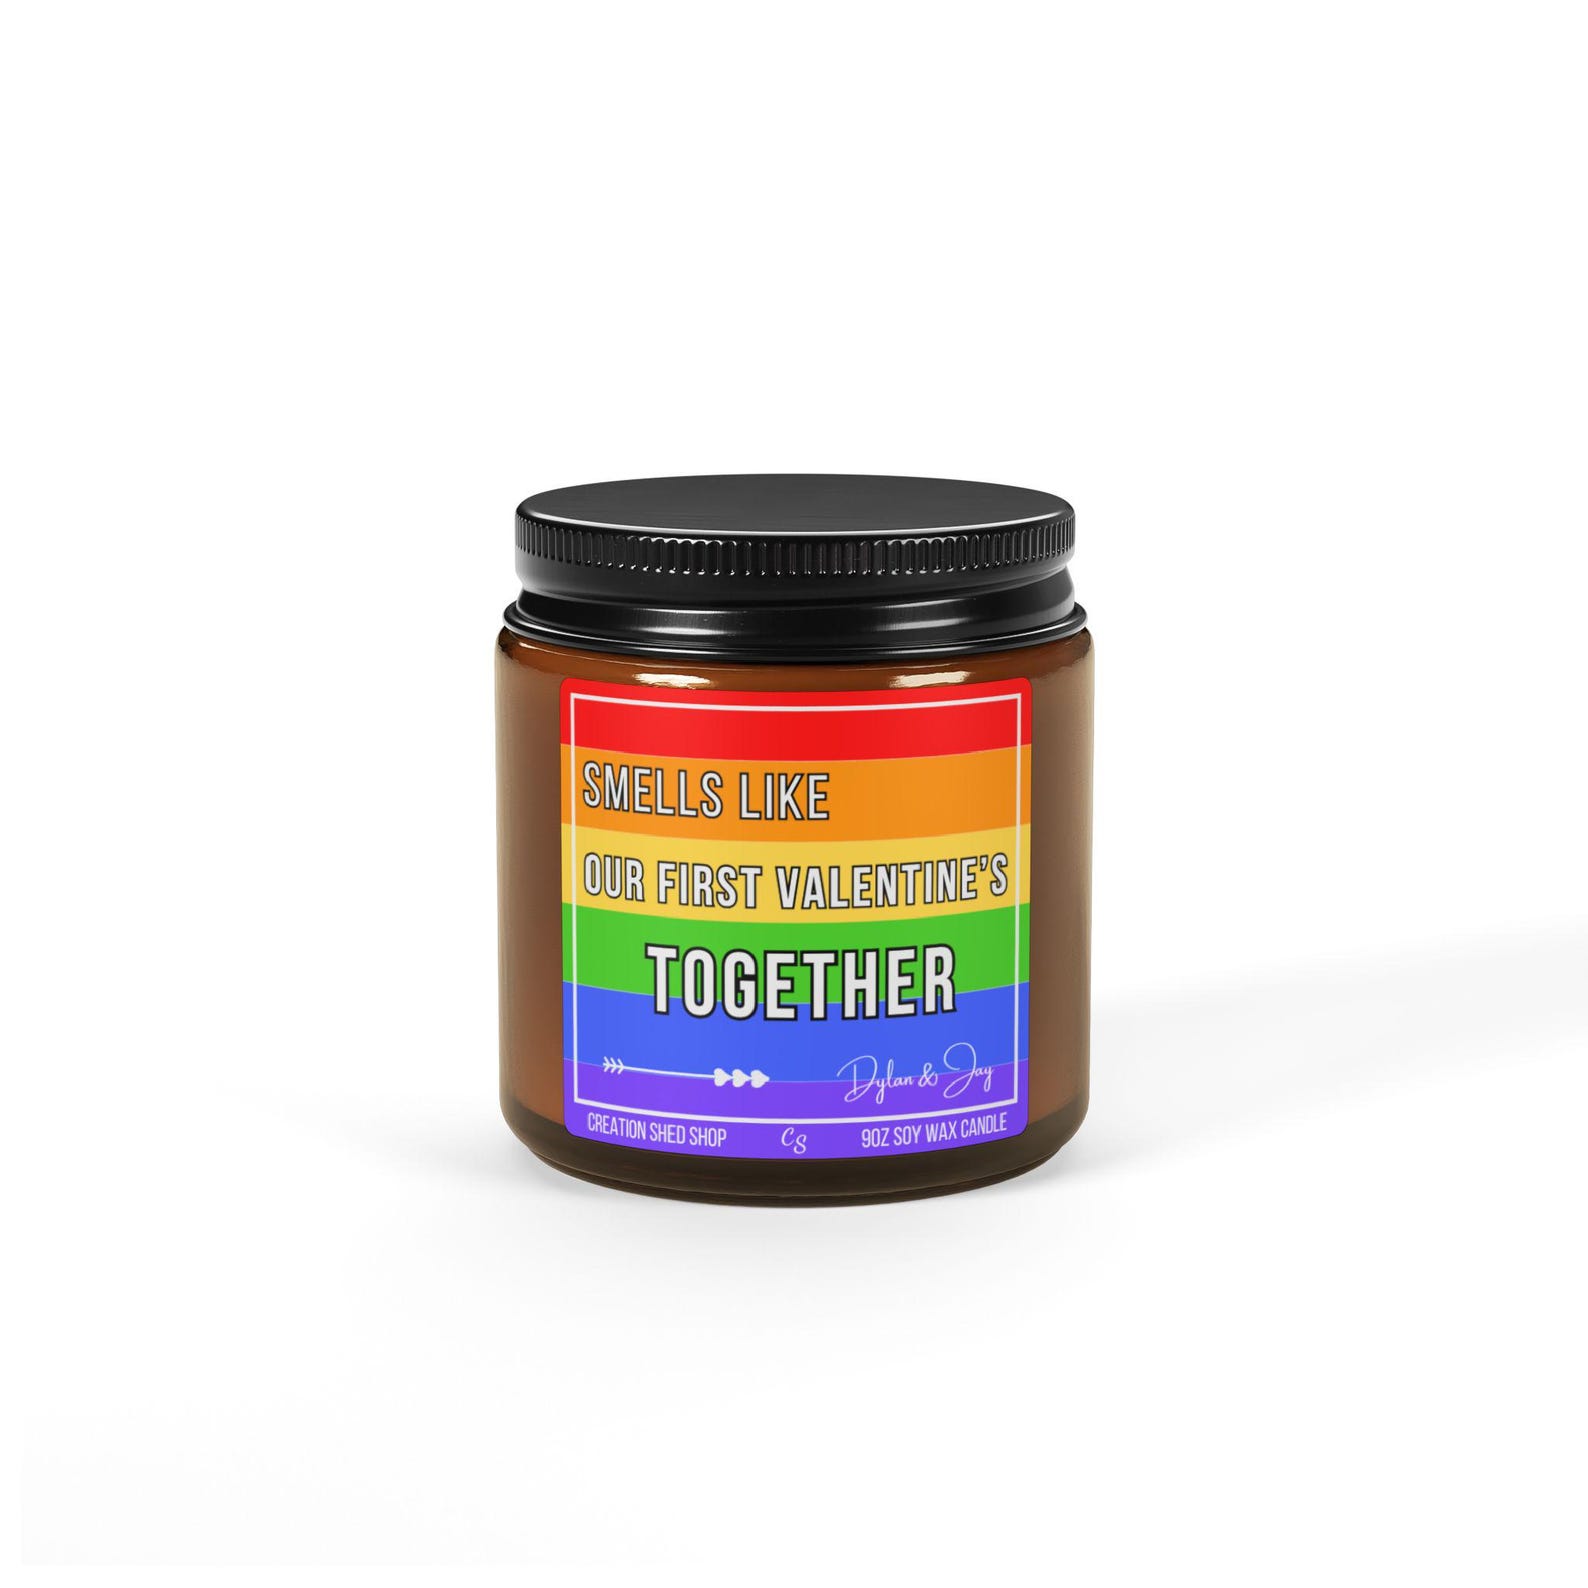 SMELLS LIKE
OUR FIRST VALENTINE'S
TOGETHER
Dylan & Jay
CREATION SHED SHOP CS 9OZ SOY WAX CANDLE